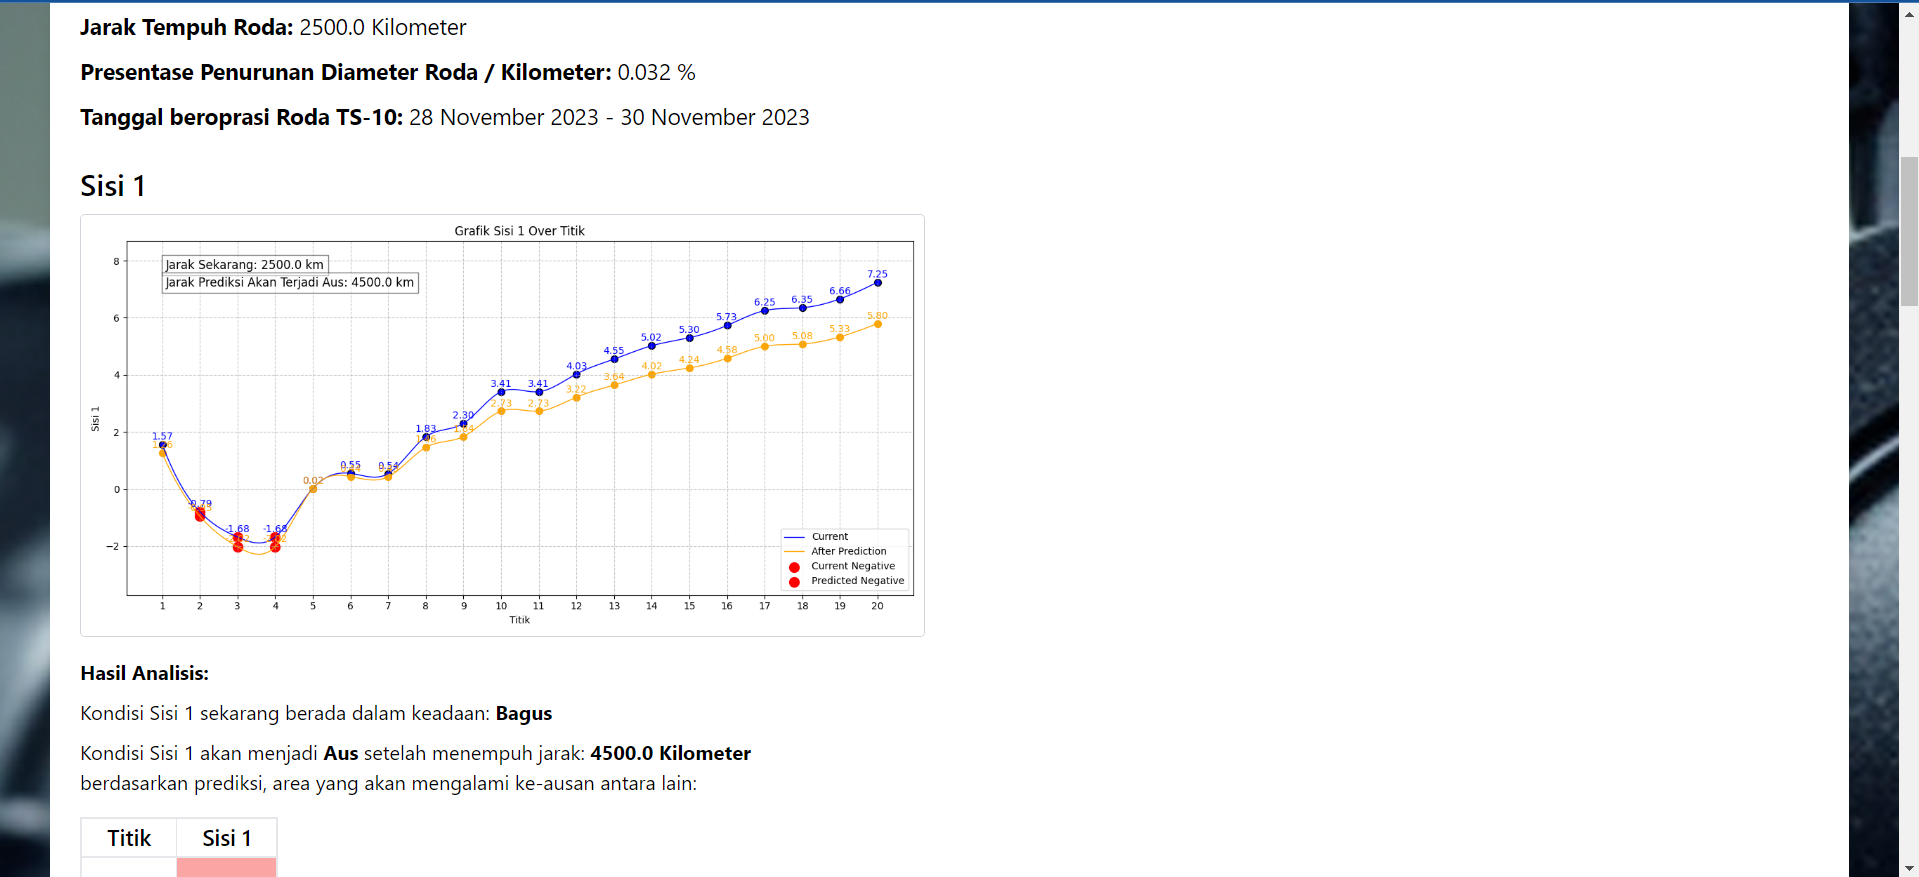 Jarak Tempuh Roda: 2500.0 Kilometer
Presentase Penurunan Diameter Roda / Kilometer: 0.032 %
Tanggal beroprasi Roda TS-10: 28 November 2023 - 30 November 2023
Sisi 1
Grafik Sisi 1 Over Titik
Jarak Sekarang: 2500.0 km
Jarak Prediksi Akan Terjadi Aus: 4500.0 km
8
6
4
2
0
−2
Sisi 1
1.57
-0.79
-1.68
-1.68
0.02
0.55
0.54
1.83
2.30
3.41
3.41
4.03
4.55
5.02
5.30
5.73
6.25
6.35
6.66
7.25
2.73
2.73
3.22
3.64
4.02
4.24
4.58
5.00
5.08
5.33
5.80
Current
After Prediction
Current Negative
Predicted Negative
1 2 3 4 5 6 7 8 9 10 11 12 13 14 15 16 17 18 19 20
Titik
Hasil Analisis:
Kondisi Sisi 1 sekarang berada dalam keadaan: Bagus
Kondisi Sisi 1 akan menjadi Aus setelah menempuh jarak: 4500.0 Kilometer
berdasarkan prediksi, area yang akan mengalami ke-ausan antara lain:
Titik Sisi 1